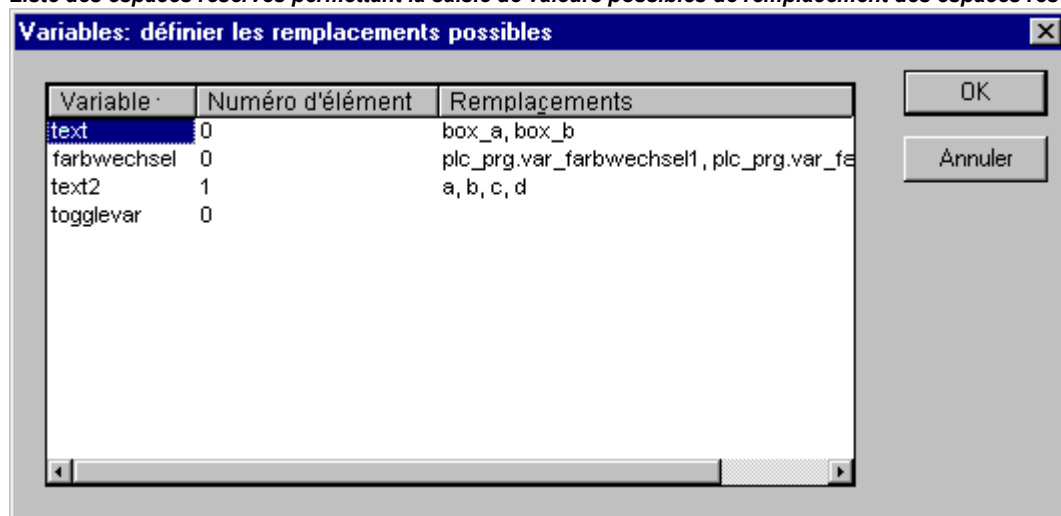 Liste des espaces réservés permettant la saisie de valeurs possibles de remplacement des espaces rés
Variables: définier les remplacements possibles
Variable Numéro d'élément Remplaçements
OK
text 0 box_a, box_b
farbwechsel 0 plc_prg.var_farbwechsel1, plc_prg.var_fa
Annuler
text2 1 a, b, c, d
togglevar 0